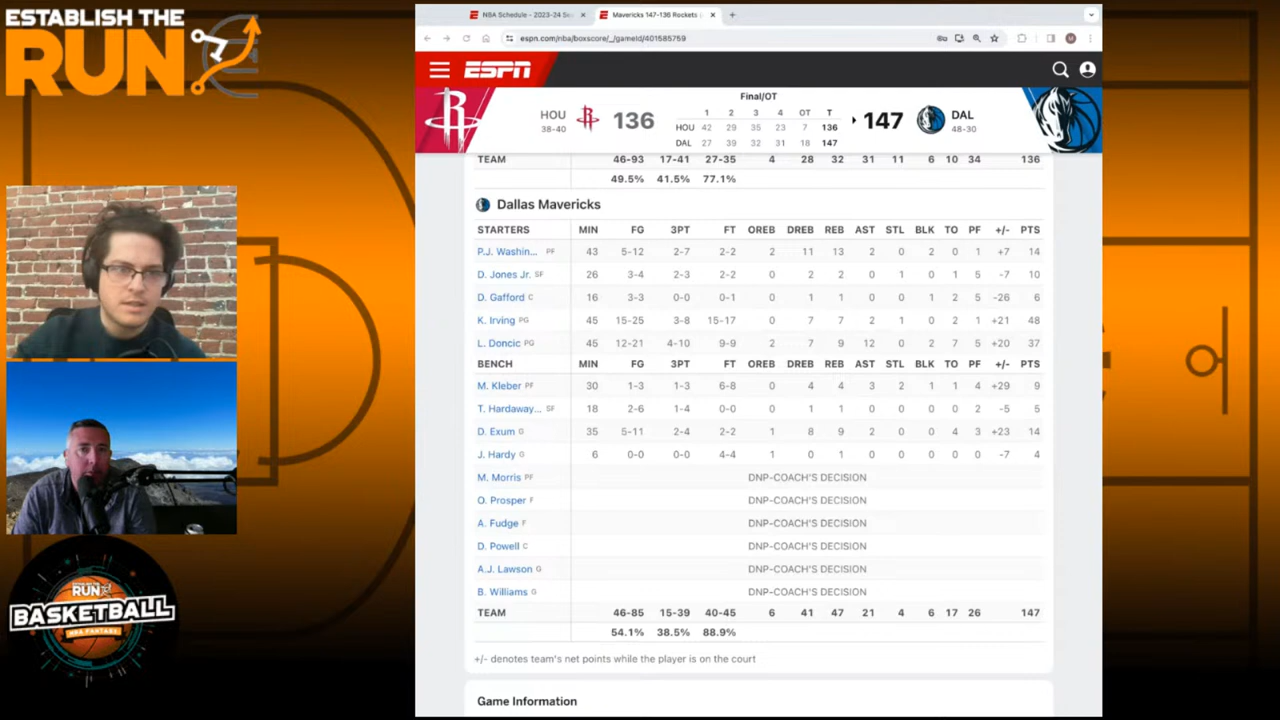 ESTABLISH THE
RUN
NBA Schedule - 2023-24 Se
Mavericks 147-136 Rockets
espn.com/nba/boxscore/_/gameId/401585759
M
ESPN
Final/OT
HOU 136 1 2 3 4 OT T 147 DAL
38-40 HOU 42 29 35 23 7 136 48-30
DAL 27 39 32 31 18 147
TEAM 46-93 17-41 27-35 4 28 32 31 11 6 10 34 136
49.5% 41.5% 77.1%
Dallas Mavericks
STARTERS MIN FG 3PT FT OREB DREB REB AST STL BLK TO PF +/- PTS
P.J. Washin... PF 43 5-12 2-7 2-2 2 11 13 2 0 2 0 1 +7 14
D. Jones Jr. SF 26 3-4 2-3 2-2 0 2 2 0 1 0 1 5 -7 10
D. Gafford C 16 3-3 0-0 0-1 0 1 1 0 0 1 2 5 -26 6
K. Irving PG 45 15-25 3-8 15-17 0 7 7 2 1 0 2 1 +21 48
L. Doncic PG 45 12-21 4-10 9-9 2 7 9 12 0 2 7 5 +20 37
BENCH MIN FG 3PT FT OREB DREB REB AST STL BLK TO PF +/- PTS
M. Kleber PF 30 1-3 1-3 6-8 0 4 4 3 2 1 1 4 +29 9
T. Hardaway... SF 18 2-6 1-4 0-0 0 1 1 0 0 0 0 2 -5 5
D. Exum G 35 5-11 2-4 2-2 1 8 9 2 0 0 4 3 +23 14
J. Hardy G 6 0-0 0-0 4-4 1 0 1 0 0 0 0 0 -7 4
M. Morris PF DNP-COACH'S DECISION
O. Prosper F DNP-COACH'S DECISION
A. Fudge F DNP-COACH'S DECISION
D. Powell C DNP-COACH'S DECISION
A.J. Lawson G DNP-COACH'S DECISION
B. Williams G DNP-COACH'S DECISION
TEAM 46-85 15-39 40-45 6 41 47 21 4 6 17 26 147
54.1% 38.5% 88.9%
+/- denotes team's net points while the player is on the court
Game Information
ESTABLISH THE
RUN
BASKETBALL
NBA FANTASY